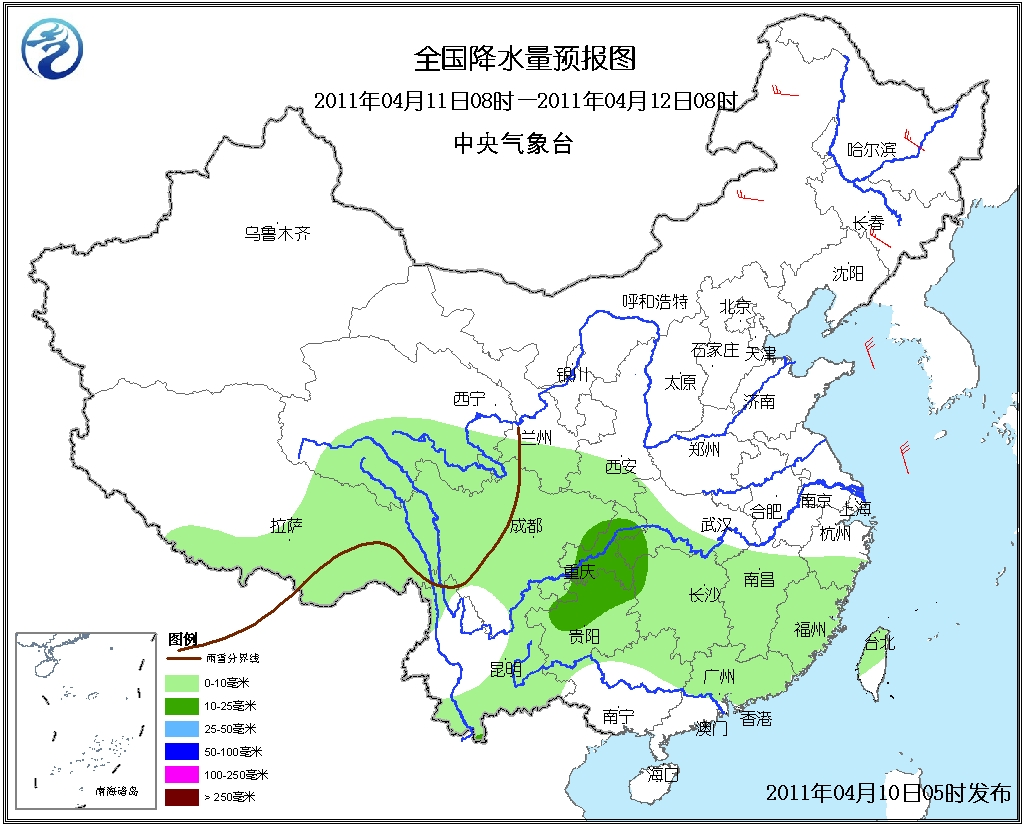 全国降水量预报图
2011年04月11日08时—2011年04月12日08时
中央气象台
哈尔滨
长春
乌鲁木齐
沈阳
呼和浩特
北京
石家庄
天津
银川
太原
西宁
济南
兰州
郑州
西安
南京
上海
合肥
拉萨
成都
武汉
杭州
重庆
南昌
长沙
贵阳
福州
台北
昆明
广州
南宁
香港
澳门
海口
图例
雨雪分界线
0-10毫米
10-25毫米
25-50毫米
50-100毫米
100-250毫米
> 250毫米
南海诸岛
2011年04月10日05时发布